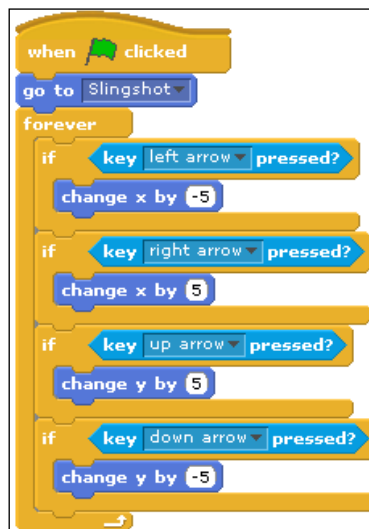 when clicked
go to Slingshot
forever
if key left arrow pressed?
change x by -5
if key right arrow pressed?
change x by 5
if key up arrow pressed?
change y by 5
if key down arrow pressed?
change y by -5